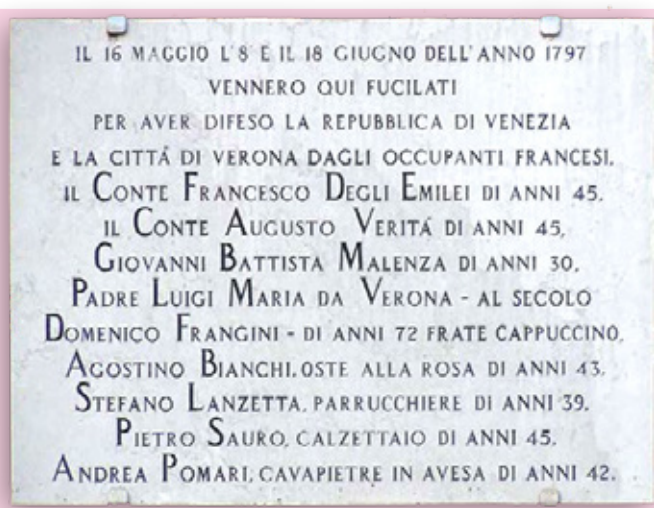 IL 16 MAGGIO L'8 E IL 18 GIUGNO DELL'ANNO 1797
VENNERO QUI FUCILATI
PER AVER DIFESO LA REPUBBLICA DI VENEZIA
E LA CITTÁ DI VERONA DAGLI OCCUPANTI FRANCESI.
IL CONTE FRANCESCO DEGLI EMILEI DI ANNI 45.
IL CONTE AUGUSTO VERITÁ DI ANNI 45,
GIOVANNI BATTISTA MALENZA DI ANNI 30,
PADRE LUIGI MARIA DA VERONA - AL SECOLO
DOMENICO FRANGINI - DI ANNI 72 FRATE CAPPUCCINO,
AGOSTINO BIANCHI, OSTE ALLA ROSA DI ANNI 43,
STEFANO LANZETTA, PARRUCCHIERE DI ANNI 39,
PIETRO SAURO, CALZETTAIO DI ANNI 45.
ANDREA POMARI, CAVAPIETRE IN AVESA DI ANNI 42.